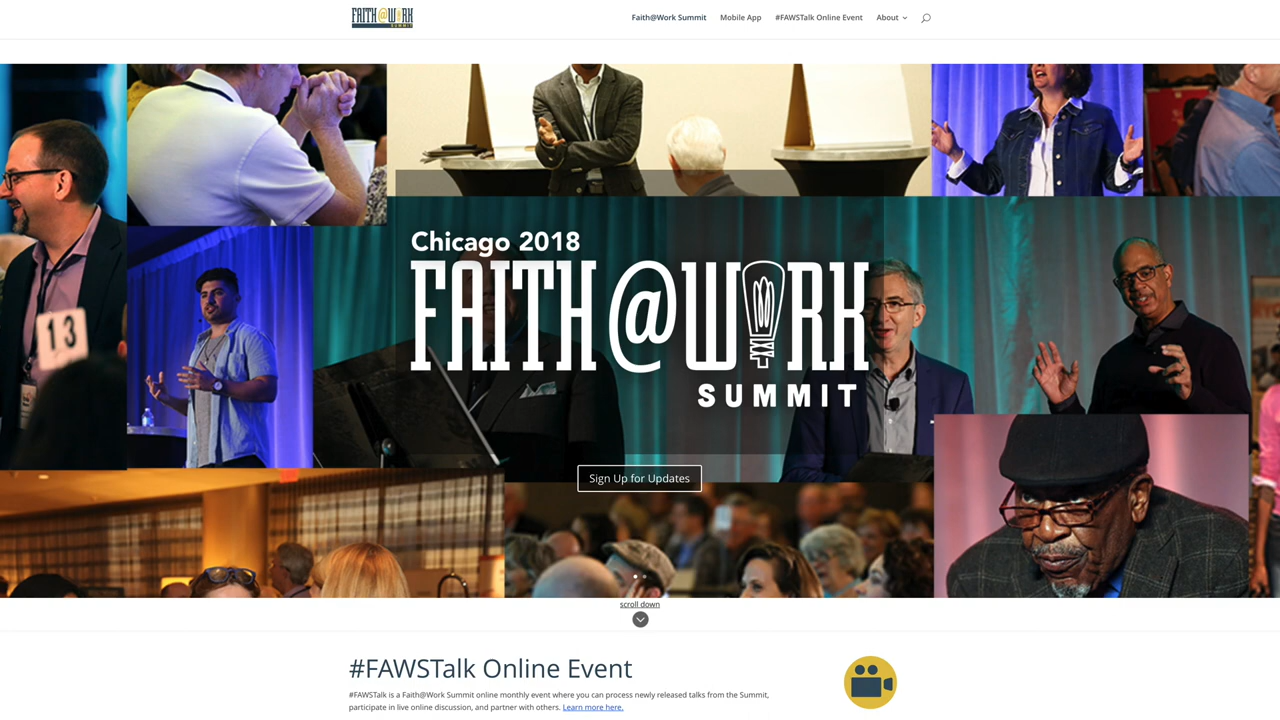 FAITH@WORK
SUMMIT
Faith@Work Summit
Mobile App
#FAWSTalk Online Event
About
13
Chicago 2018
FAITH@WORK
SUMMIT
Sign Up for Updates
scroll down
#FAWSTalk Online Event
#FAWSTalk is a Faith@Work Summit online monthly event where you can process newly released talks from the Summit,
participate in live online discussion, and partner with others. Learn more here.